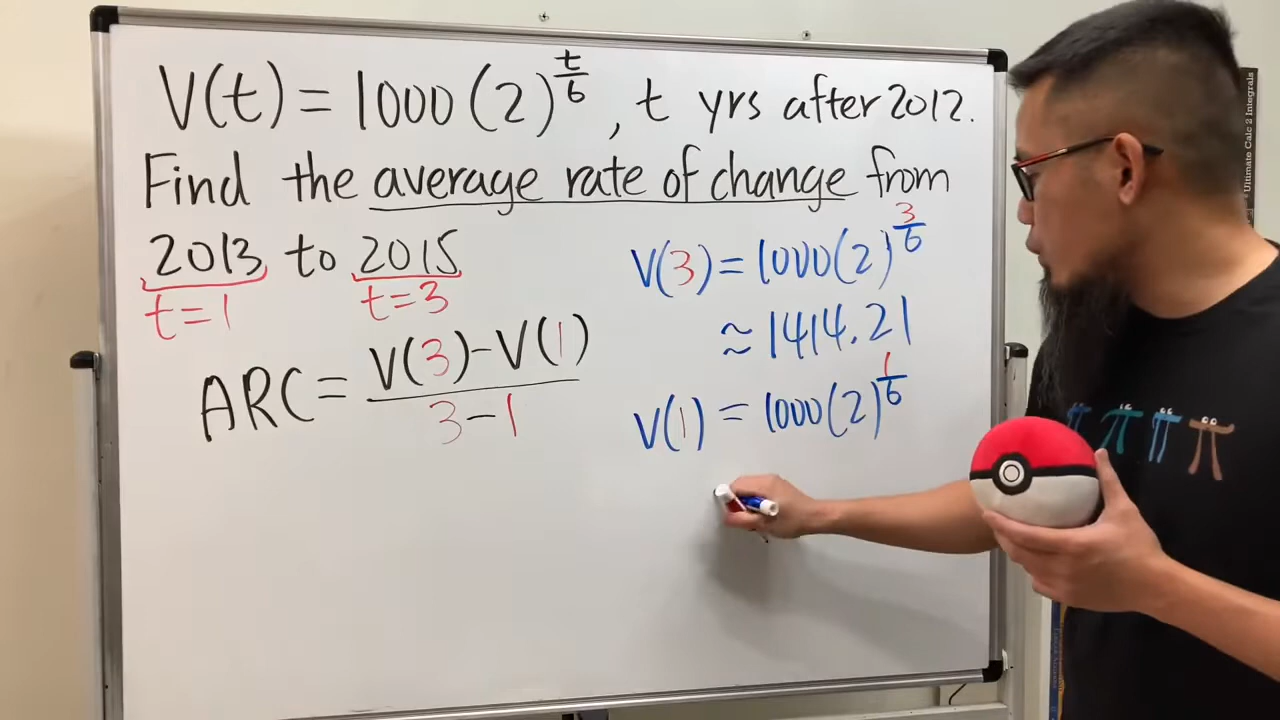 V(t) = 1000(2)^(t/6), t yrs after 2012.
Find the average rate of change from
2013 to 2015
t=1 t=3
ARC = (V(3)-V(1))/(3-1)
V(3) = 1000(2)^(3/6)
≈ 1414.21
V(1) = 1000(2)^(1/6)
Ultimate Calc 2 Integrals